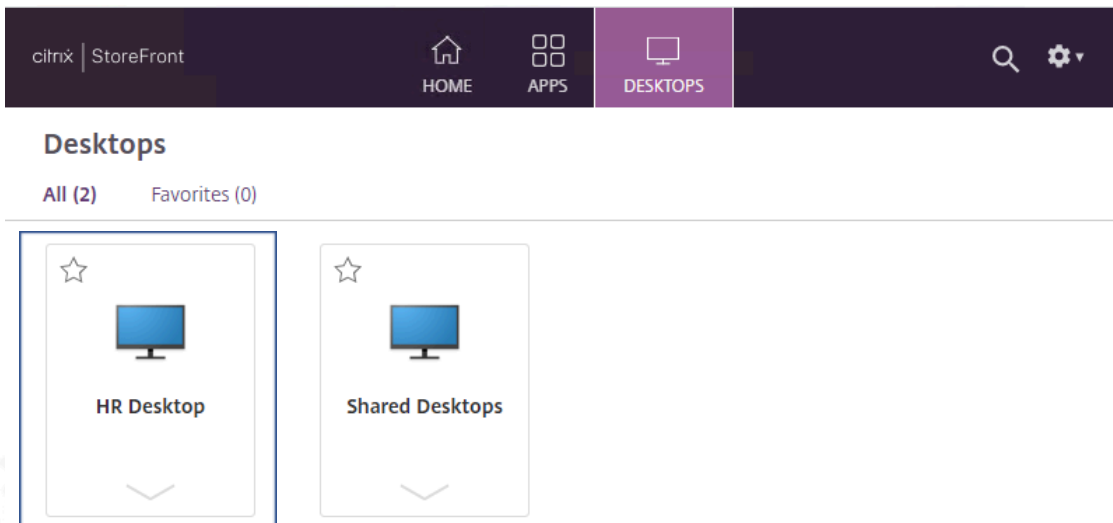 citrix | StoreFront
HOME
APPS
DESKTOPS
Desktops
All (2) Favorites (0)
HR Desktop
Shared Desktops